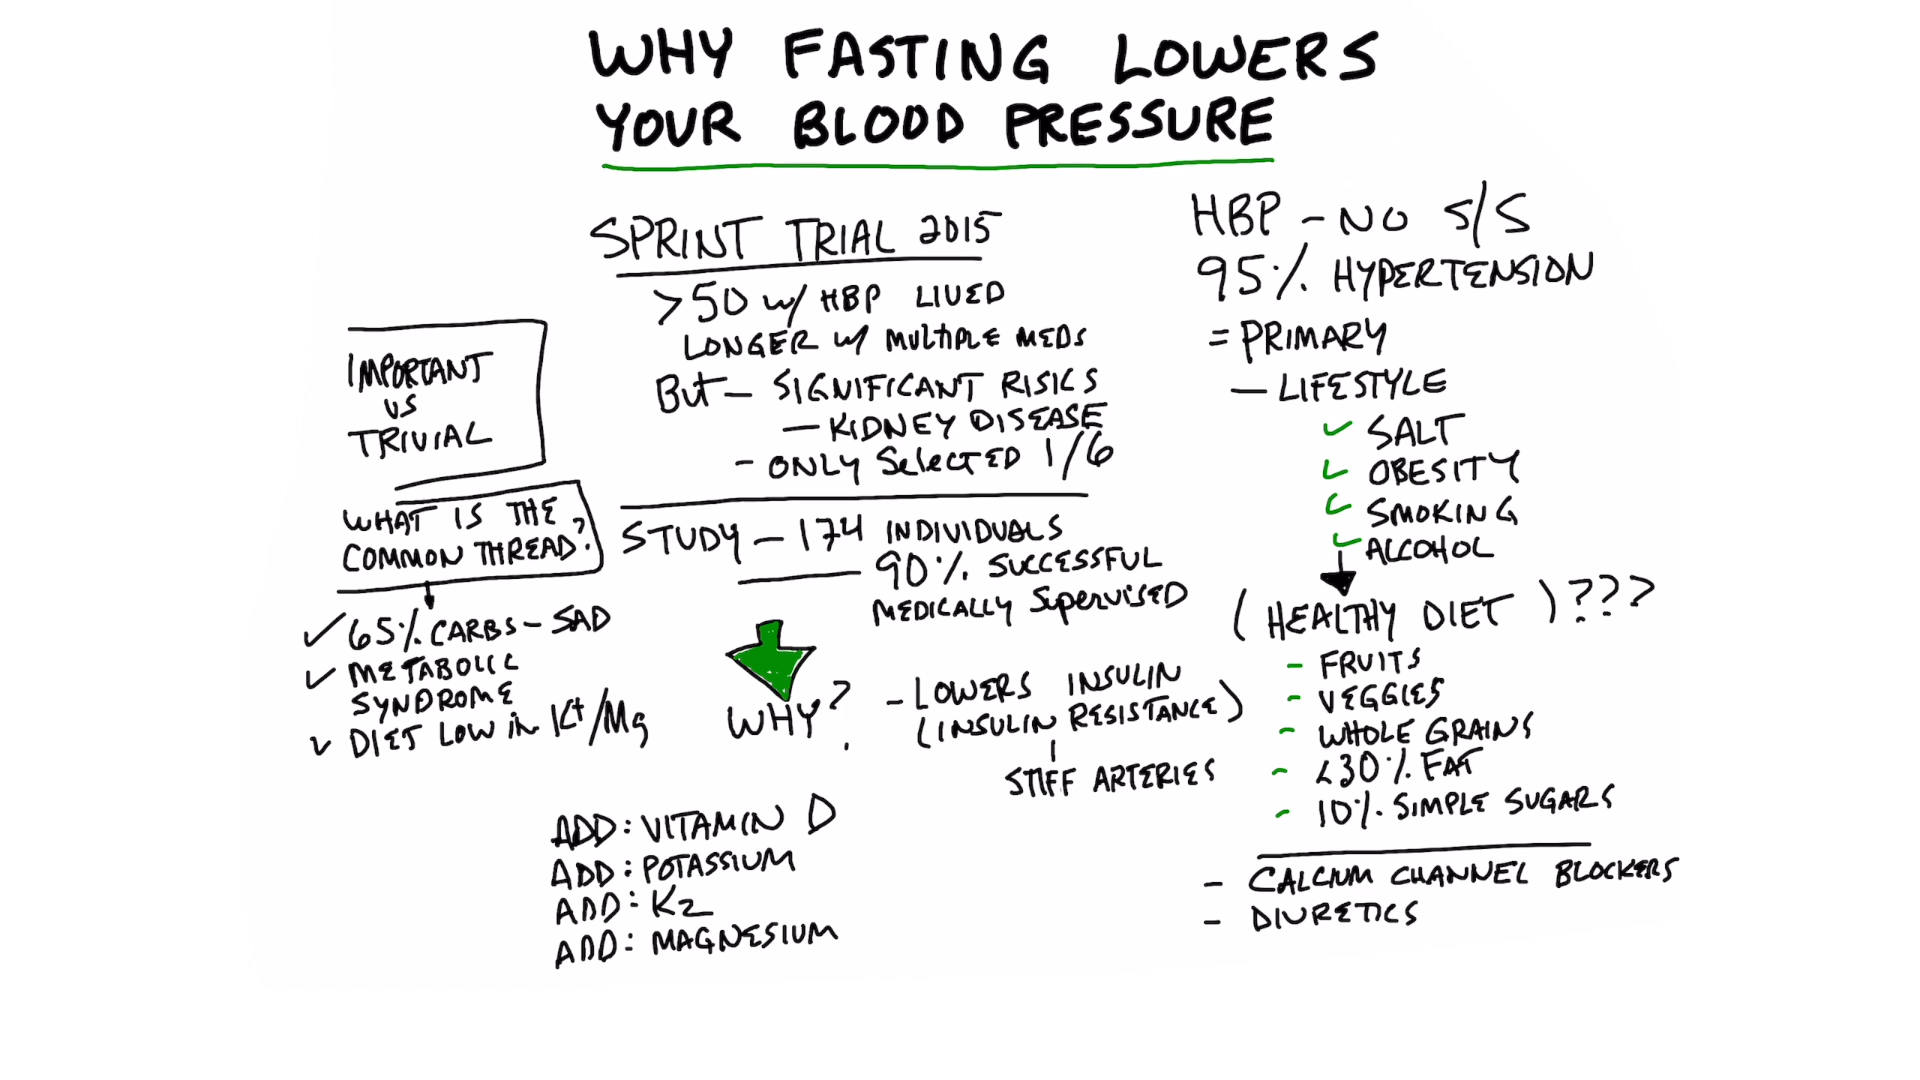 WHY FASTING LOWERS
YOUR BLOOD PRESSURE
SPRINT TRIAL 2015
>50 w/ HBP LIVED
LONGER w/ MULTIPLE MEDS
BUT - SIGNIFICANT RISKS
- KIDNEY DISEASE
- ONLY SELECTED 1/6
STUDY - 174 INDIVIDUALS
90% SUCCESSFUL
MEDICALLY SUPERVISED
WHY?
- LOWERS INSULIN
(INSULIN RESISTANCE)
STIFF ARTERIES
IMPORTANT
VS
TRIVIAL
WHAT IS THE
COMMON THREAD?
✓ 65% CARBS - SAD
✓ METABOLIC
SYNDROME
✓ DIET LOW in K+/Mg
ADD: VITAMIN D
ADD: POTASSIUM
ADD: K2
ADD: MAGNESIUM
HBP - NO S/S
95% HYPERTENSION
= PRIMARY
- LIFESTYLE
✓ SALT
✓ OBESITY
✓ SMOKING
✓ ALCOHOL
(HEALTHY DIET)???
- FRUITS
- VEGGIES
- WHOLE GRAINS
- <30% FAT
- 10% SIMPLE SUGARS
- CALCIUM CHANNEL BLOCKERS
- DIURETICS